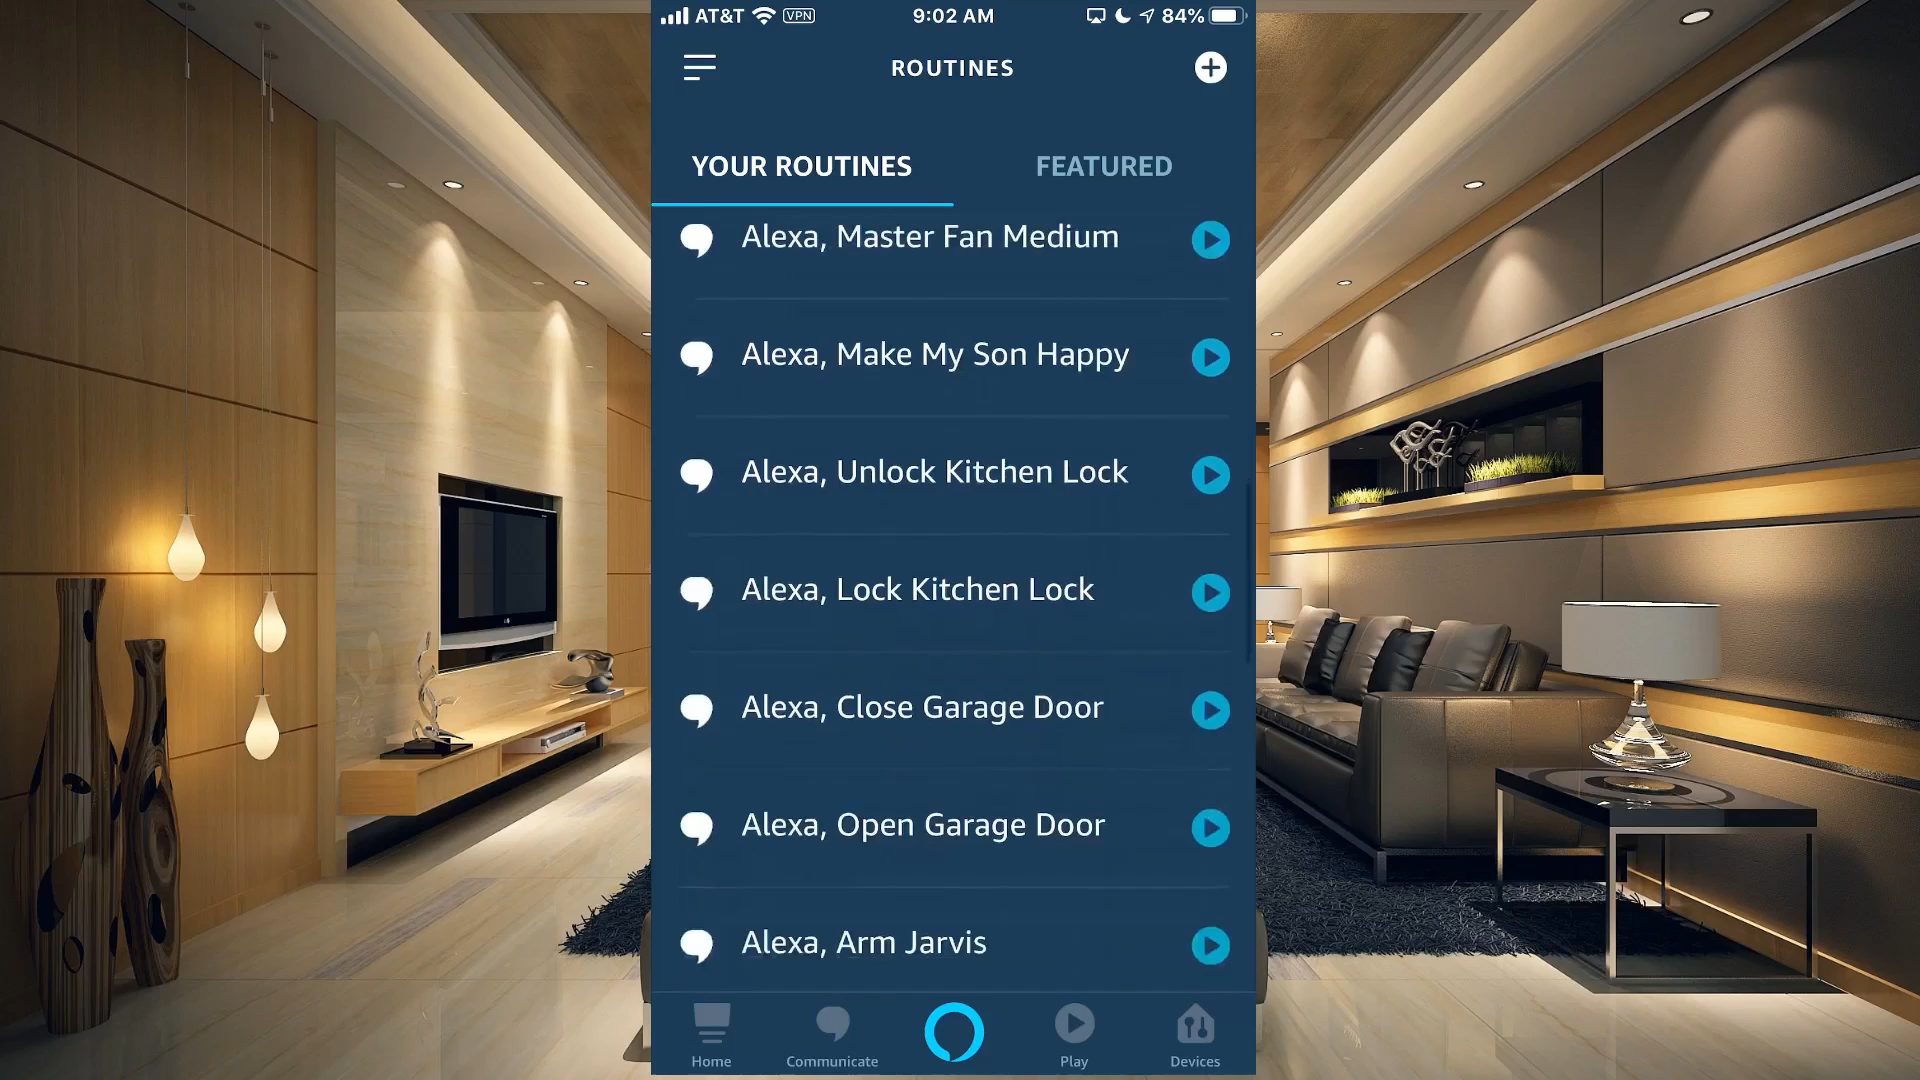 AT&T VPN 9:02 AM 84%
ROUTINES
YOUR ROUTINES FEATURED
Alexa, Master Fan Medium
Alexa, Make My Son Happy
Alexa, Unlock Kitchen Lock
Alexa, Lock Kitchen Lock
Alexa, Close Garage Door
Alexa, Open Garage Door
Alexa, Arm Jarvis
Home Communicate Play Devices